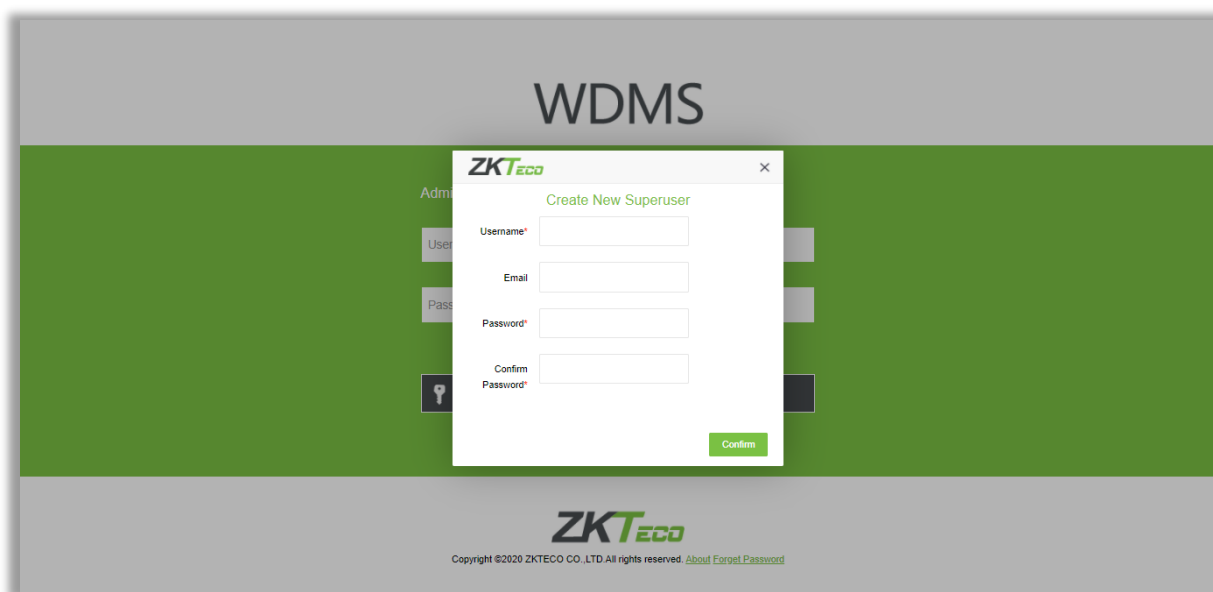 WDMS
ZKTECO
Admi
Create New Superuser
Username*
User
Email
Pass
Password*
Confirm
Password*
Confirm
ZKTECO
Copyright ©2020 ZKTECO CO.,LTD.All rights reserved. About Forget Password